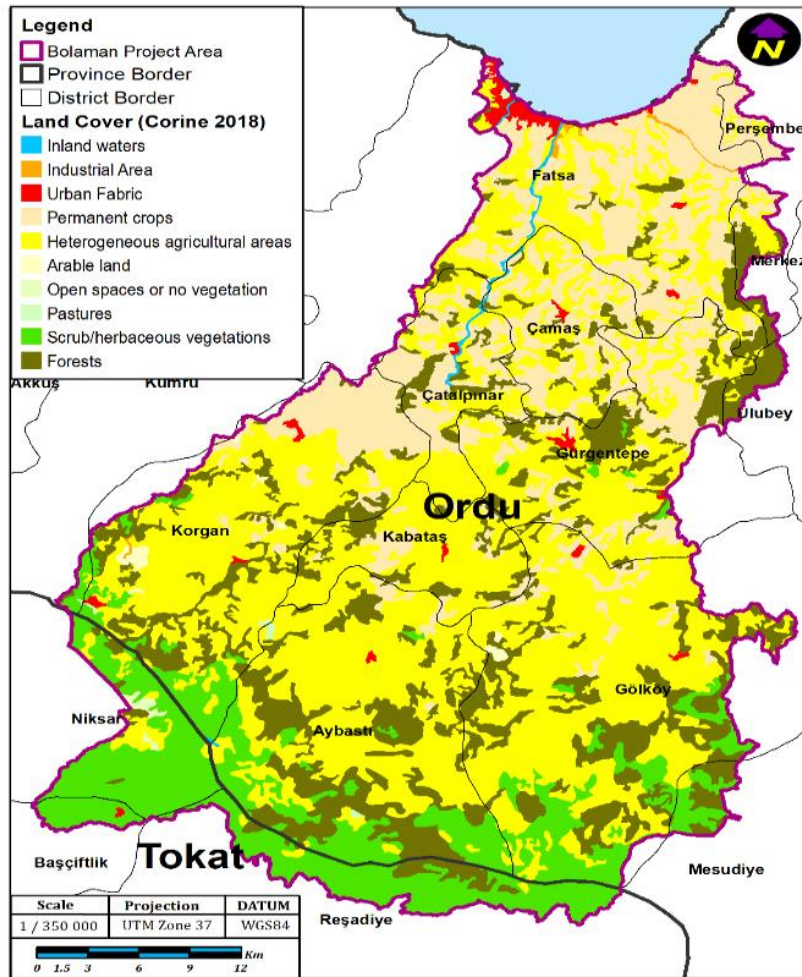 Legend
Bolaman Project Area
Province Border
District Border
Land Cover (Corine 2018)
Inland waters
Industrial Area
Urban Fabric
Permanent crops
Heterogeneous agricultural areas
Arable land
Open spaces or no vegetation
Pastures
Scrub/herbaceous vegetations
Forests
N
Perşembe
Fatsa
Merkez
Çamaş
Akkuş
Kumru
Çatalpınar
Ulubey
Gürgentepe
Ordu
Korgan
Kabataş
Niksar
Gölköy
Aybastı
Başçiftlik
Tokat
Mesudiye
Reşadiye
Scale Projection DATUM
1 / 350 000 UTM Zone 37 WGS84
Km
0 1.5 3 6 9 12